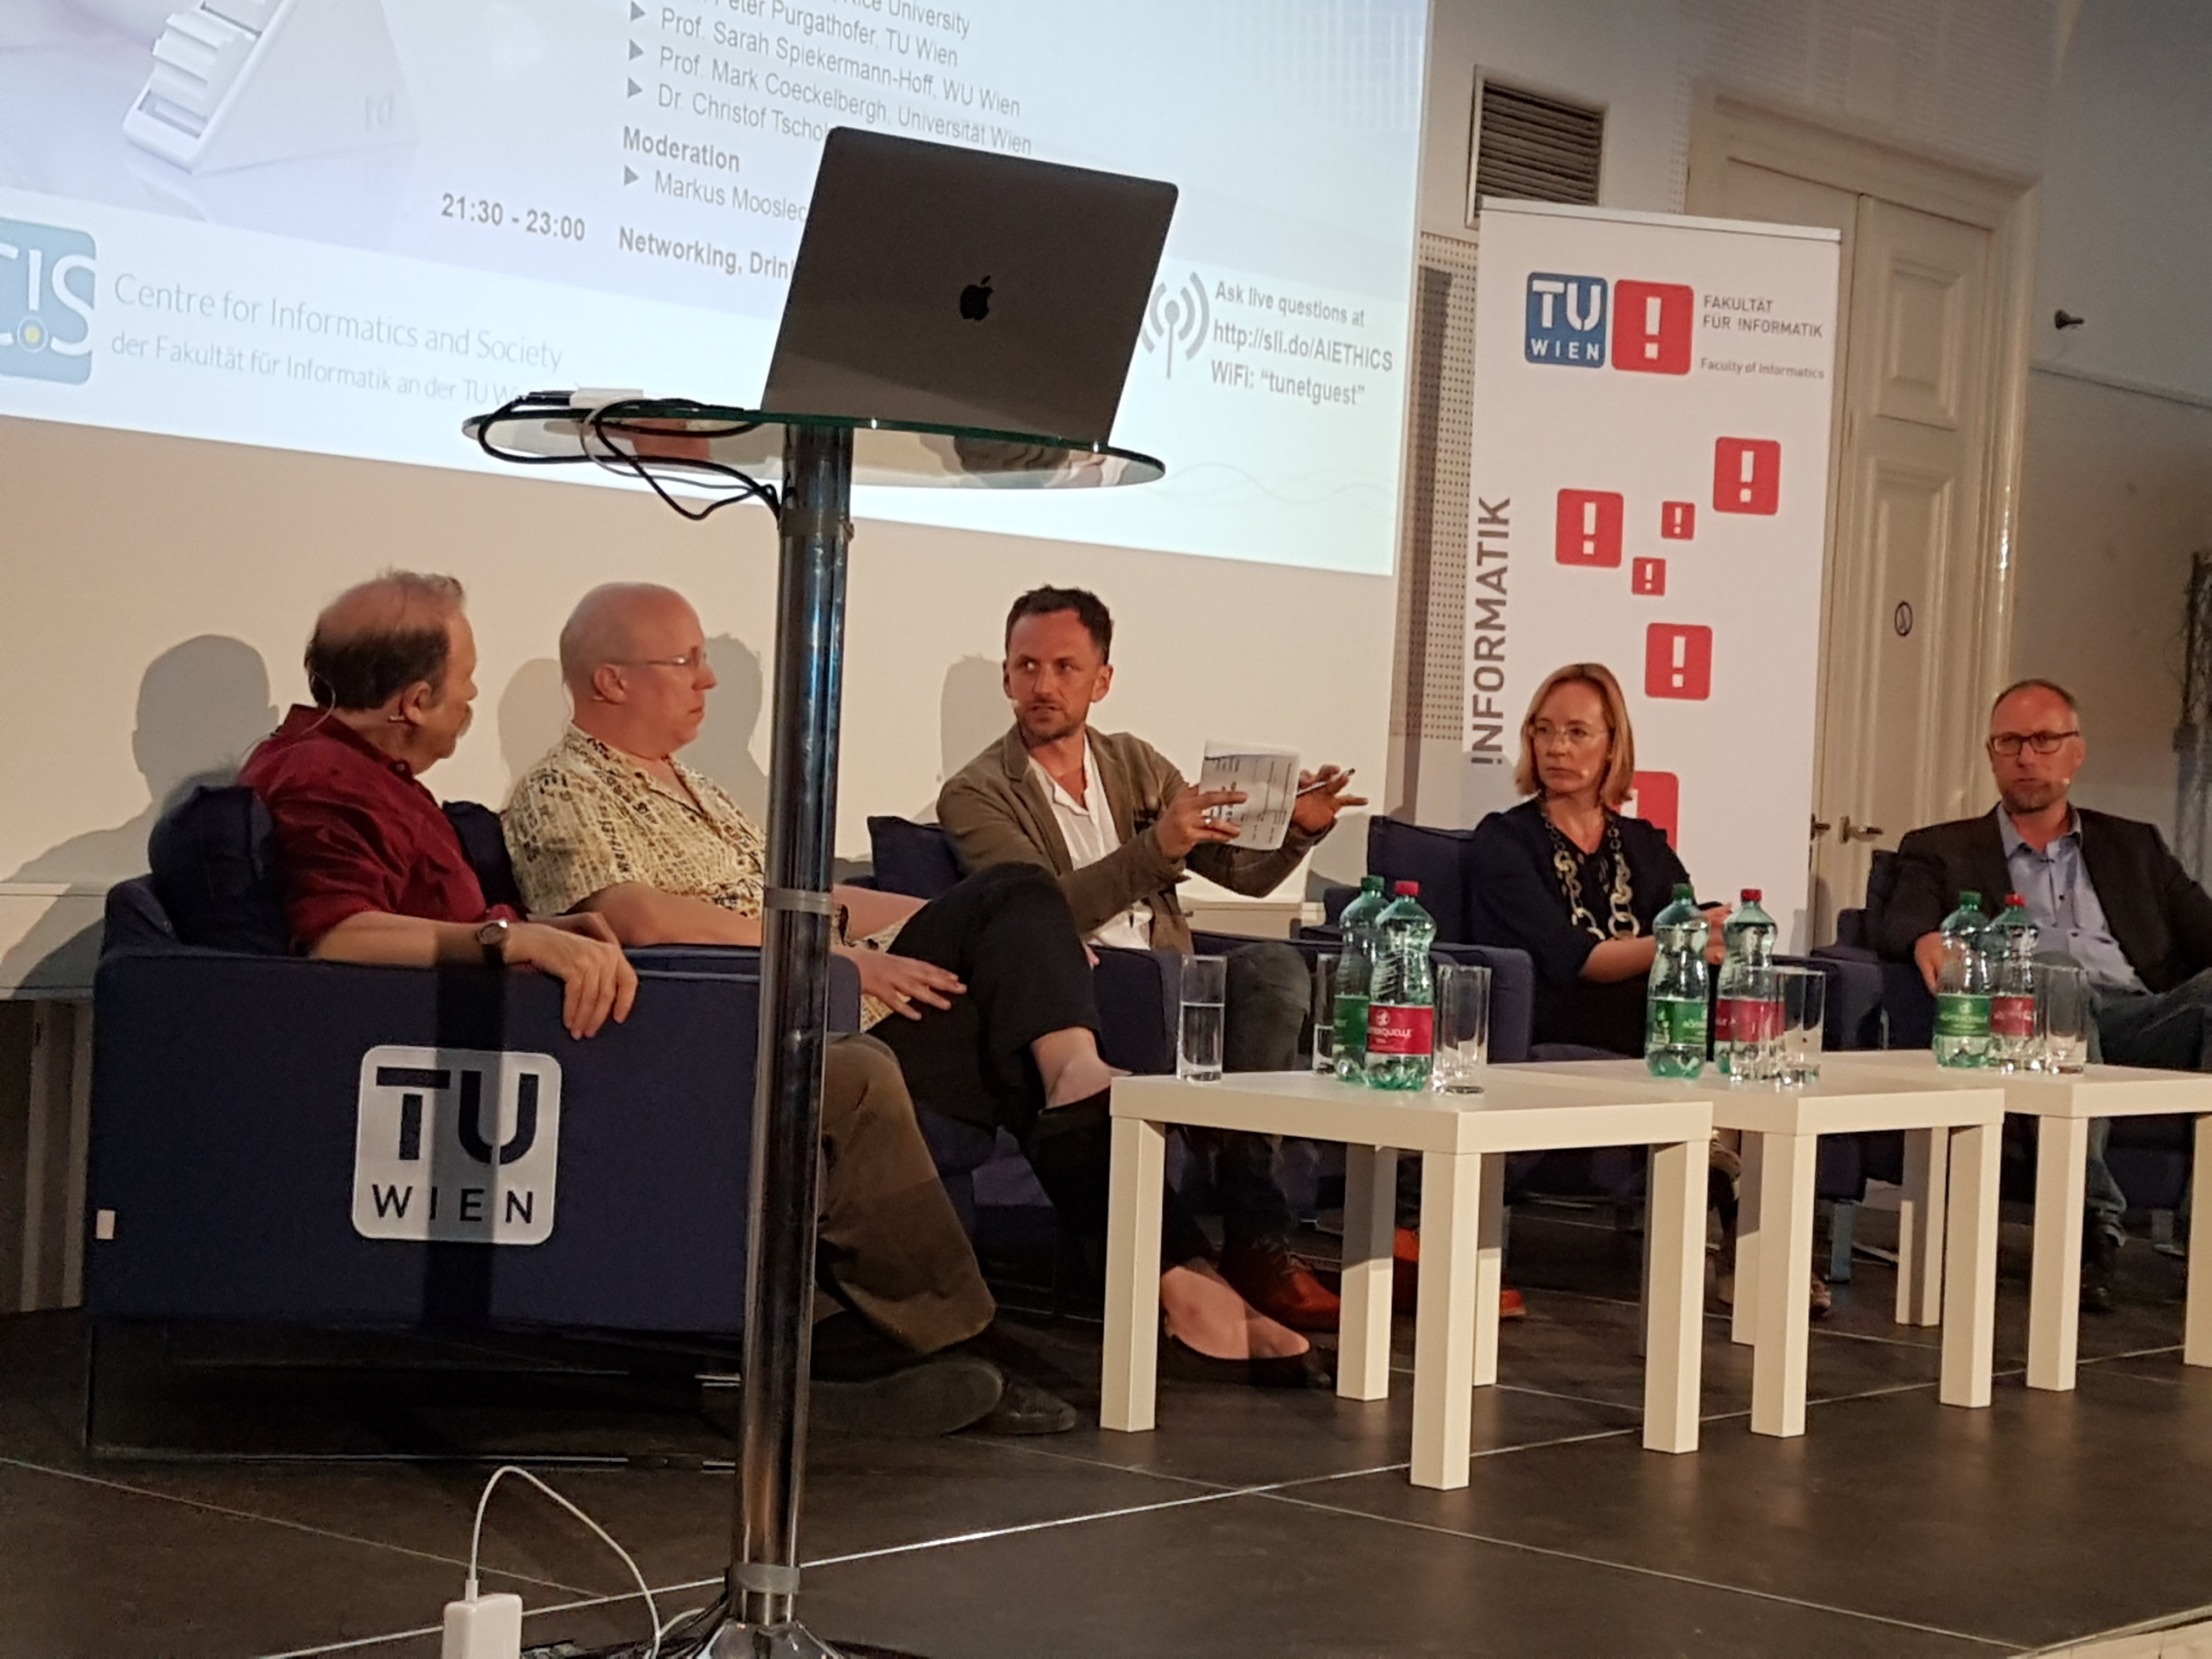 University
Peter Purgathofer, TU Wien
Prof. Sarah Spiekermann-Hoff, WU Wien
Prof. Mark Coeckelbergh, Universität Wien
Dr. Christof
Moderation
Markus
21:30 - 23:00 Networking,
Centre for Informatics and Society
der Fakultät für Informatik an der TU
Ask live questions at
http://sli.do/AIETHICS
WiFi: "tunetguest"
TU
WIEN
FAKULTÄT
FÜR !NFORMATIK
Faculty of Informatics
!NFORMATIK
TU
WIEN